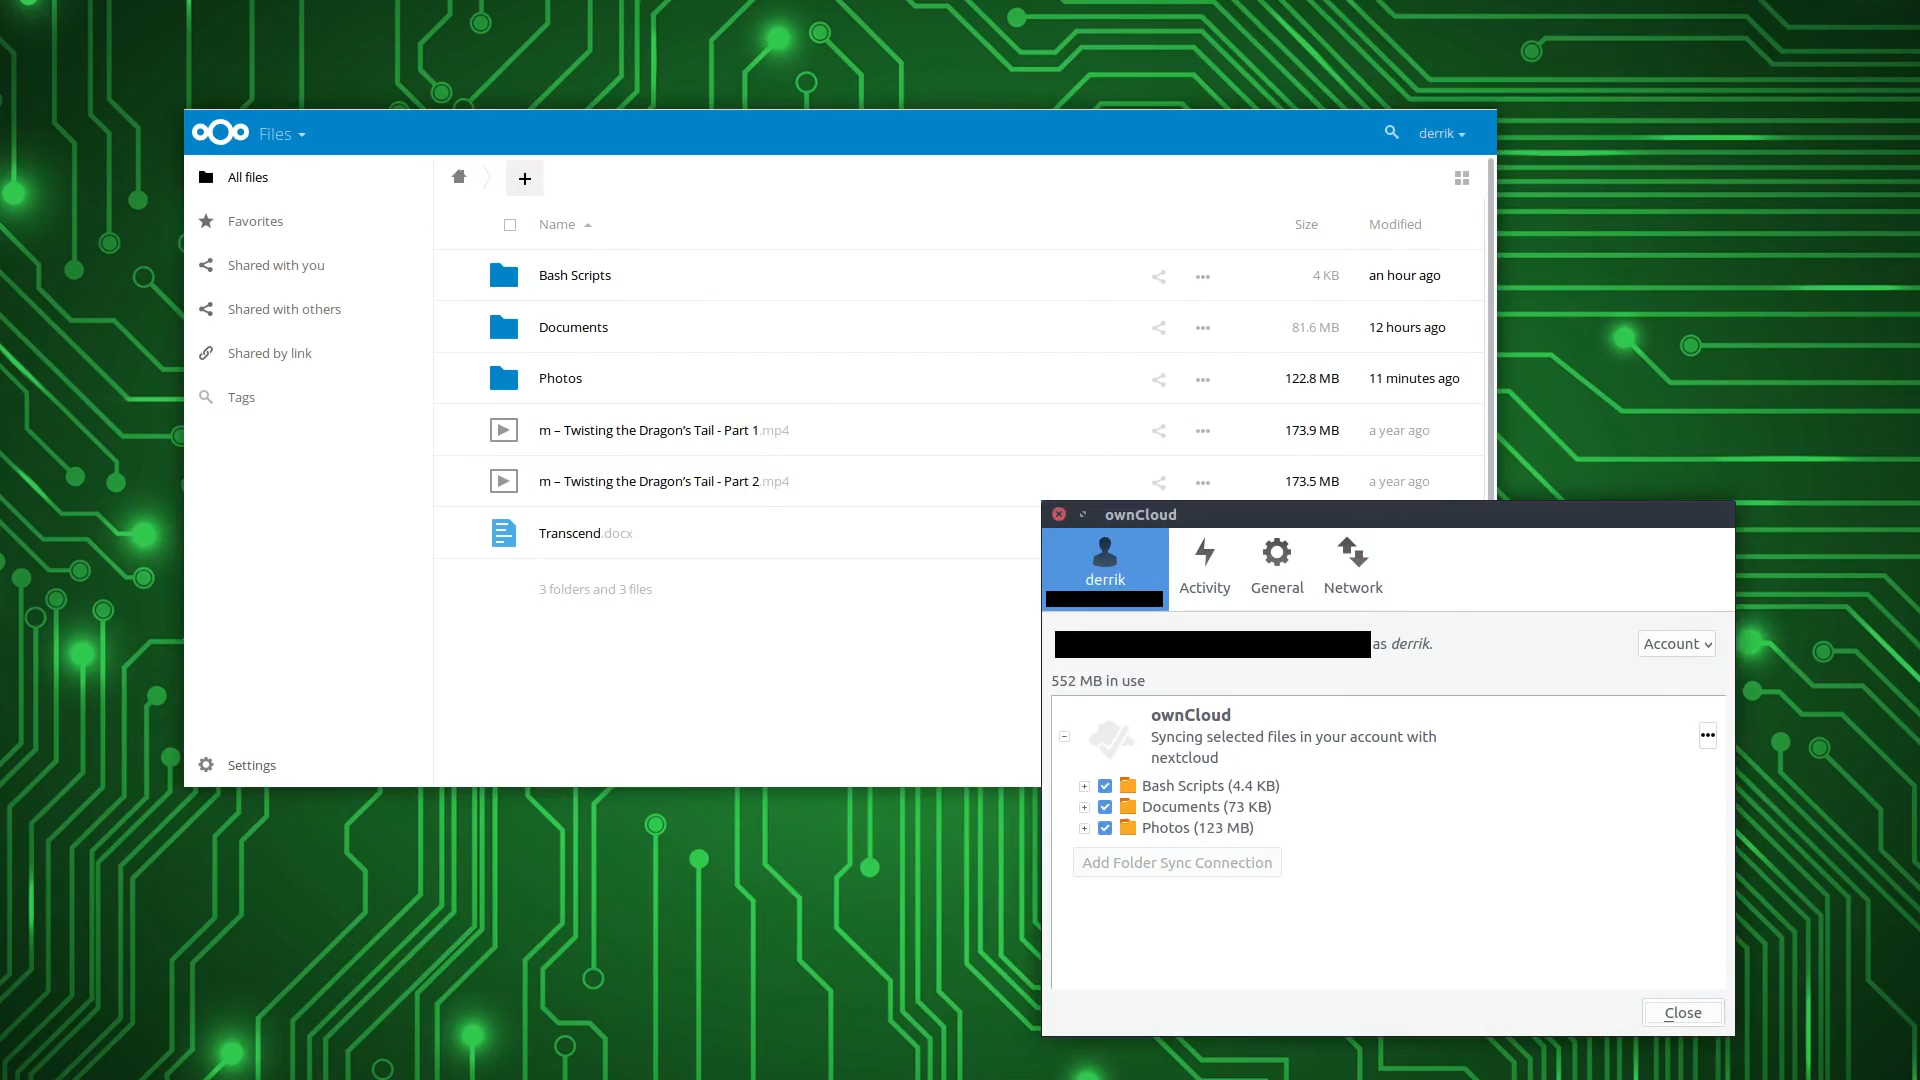 Files
derrik
All files
Favorites
Shared with you
Shared with others
Shared by link
Tags
Settings
Name Size Modified
Bash Scripts 4 KB an hour ago
Documents 81.6 MB 12 hours ago
Photos 122.8 MB 11 minutes ago
m – Twisting the Dragon’s Tail - Part 1.mp4 173.9 MB a year ago
m – Twisting the Dragon’s Tail - Part 2.mp4 173.5 MB a year ago
Transcend.docx
3 folders and 3 files
ownCloud
derrik Activity General Network
as derrik. Account
552 MB in use
ownCloud
Syncing selected files in your account with
nextcloud
Bash Scripts (4.4 KB)
Documents (73 KB)
Photos (123 MB)
Add Folder Sync Connection
Close